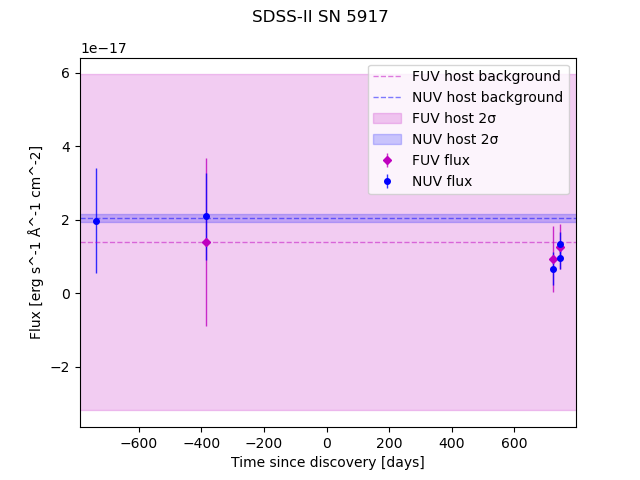 SDSS-II SN 5917
1e−17
FUV host background
NUV host background
FUV host 2σ
NUV host 2σ
FUV flux
NUV flux
6
4
2
0
−2
Flux [erg s^-1 Å^-1 cm^-2]
−600 −400 −200 0 200 400 600
Time since discovery [days]